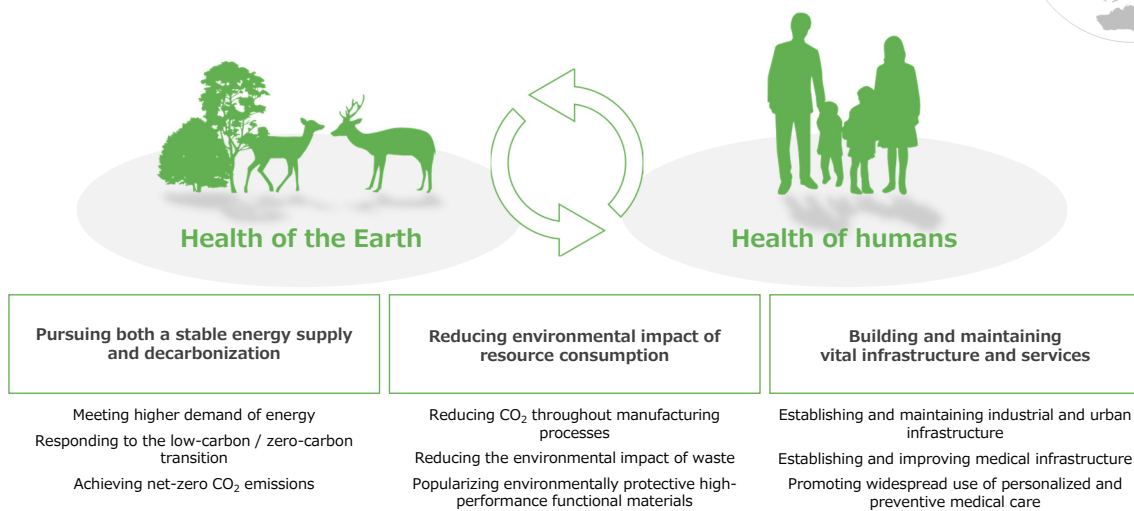 Health of the Earth
Health of humans
Pursuing both a stable energy supply
and decarbonization
Meeting higher demand of energy
Responding to the low-carbon / zero-carbon
transition
Achieving net-zero CO₂ emissions
Reducing environmental impact of
resource consumption
Reducing CO₂ throughout manufacturing
processes
Reducing the environmental impact of waste
Popularizing environmentally protective high-
performance functional materials
Building and maintaining
vital infrastructure and services
Establishing and maintaining industrial and urban
infrastructure
Establishing and improving medical infrastructure
Promoting widespread use of personalized and
preventive medical care